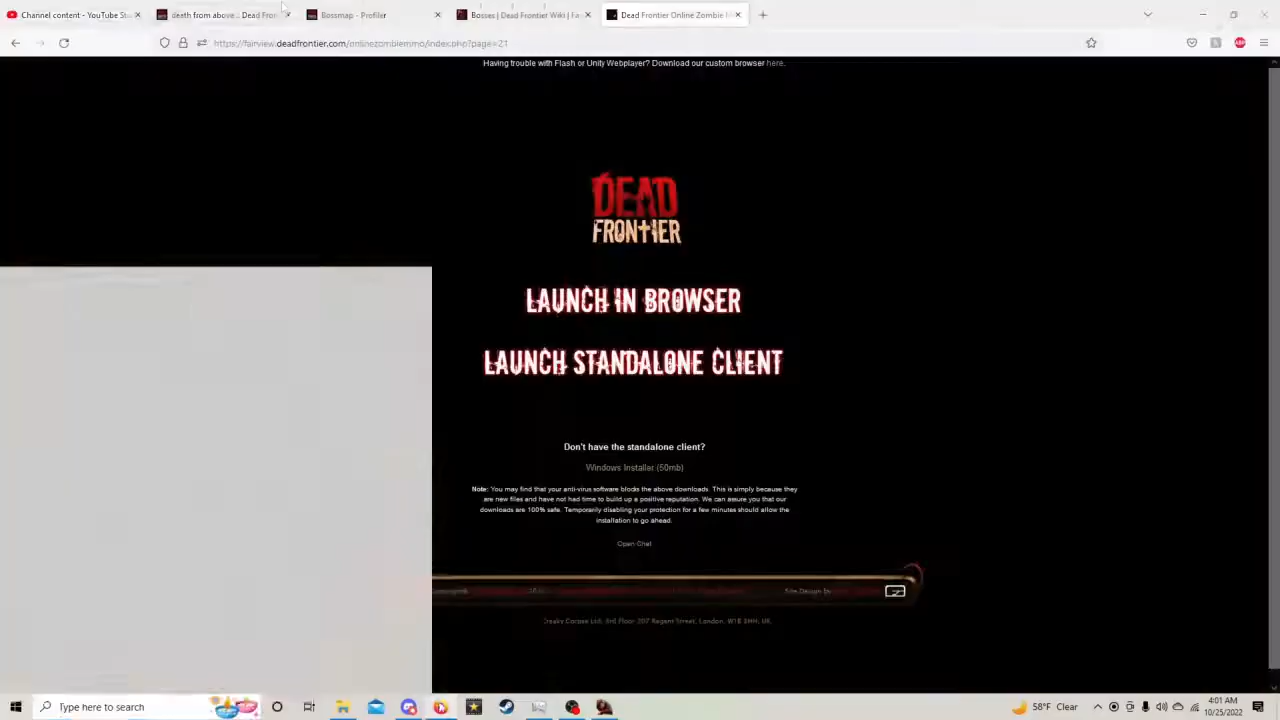 Channel content - YouTube St
from above... Dead Fron
Bossmap - Profiler
Bosses | Dead Frontier Wiki | Fa
Dead Frontier Online Zombie M
https://fairview.deadfrontier.com/onlinezombiemmo/index.php?page=21
Having trouble with Flash or Unity Webplayer? Download our custom browser here.
DEAD
FRONTIER
LAUNCH IN BROWSER
LAUNCH STANDALONE CLIENT
Don't have the standalone client?
Windows Installer (50mb)
Note: You may find that your anti-virus software blocks the above downloads. This is simply because they
are new files and have not had time to build up a positive reputation. We can assure you that our
downloads are 100% safe. Temporarily disabling your protection for a few minutes should allow the
installation to go ahead.
Open Chat
Site Design by
Creaky Corpse Ltd, 3rd Floor 207 Regent Street, London, W1B 3HH, UK.
Type here to search
58°F Clear
4:01 AM
10/25/2022